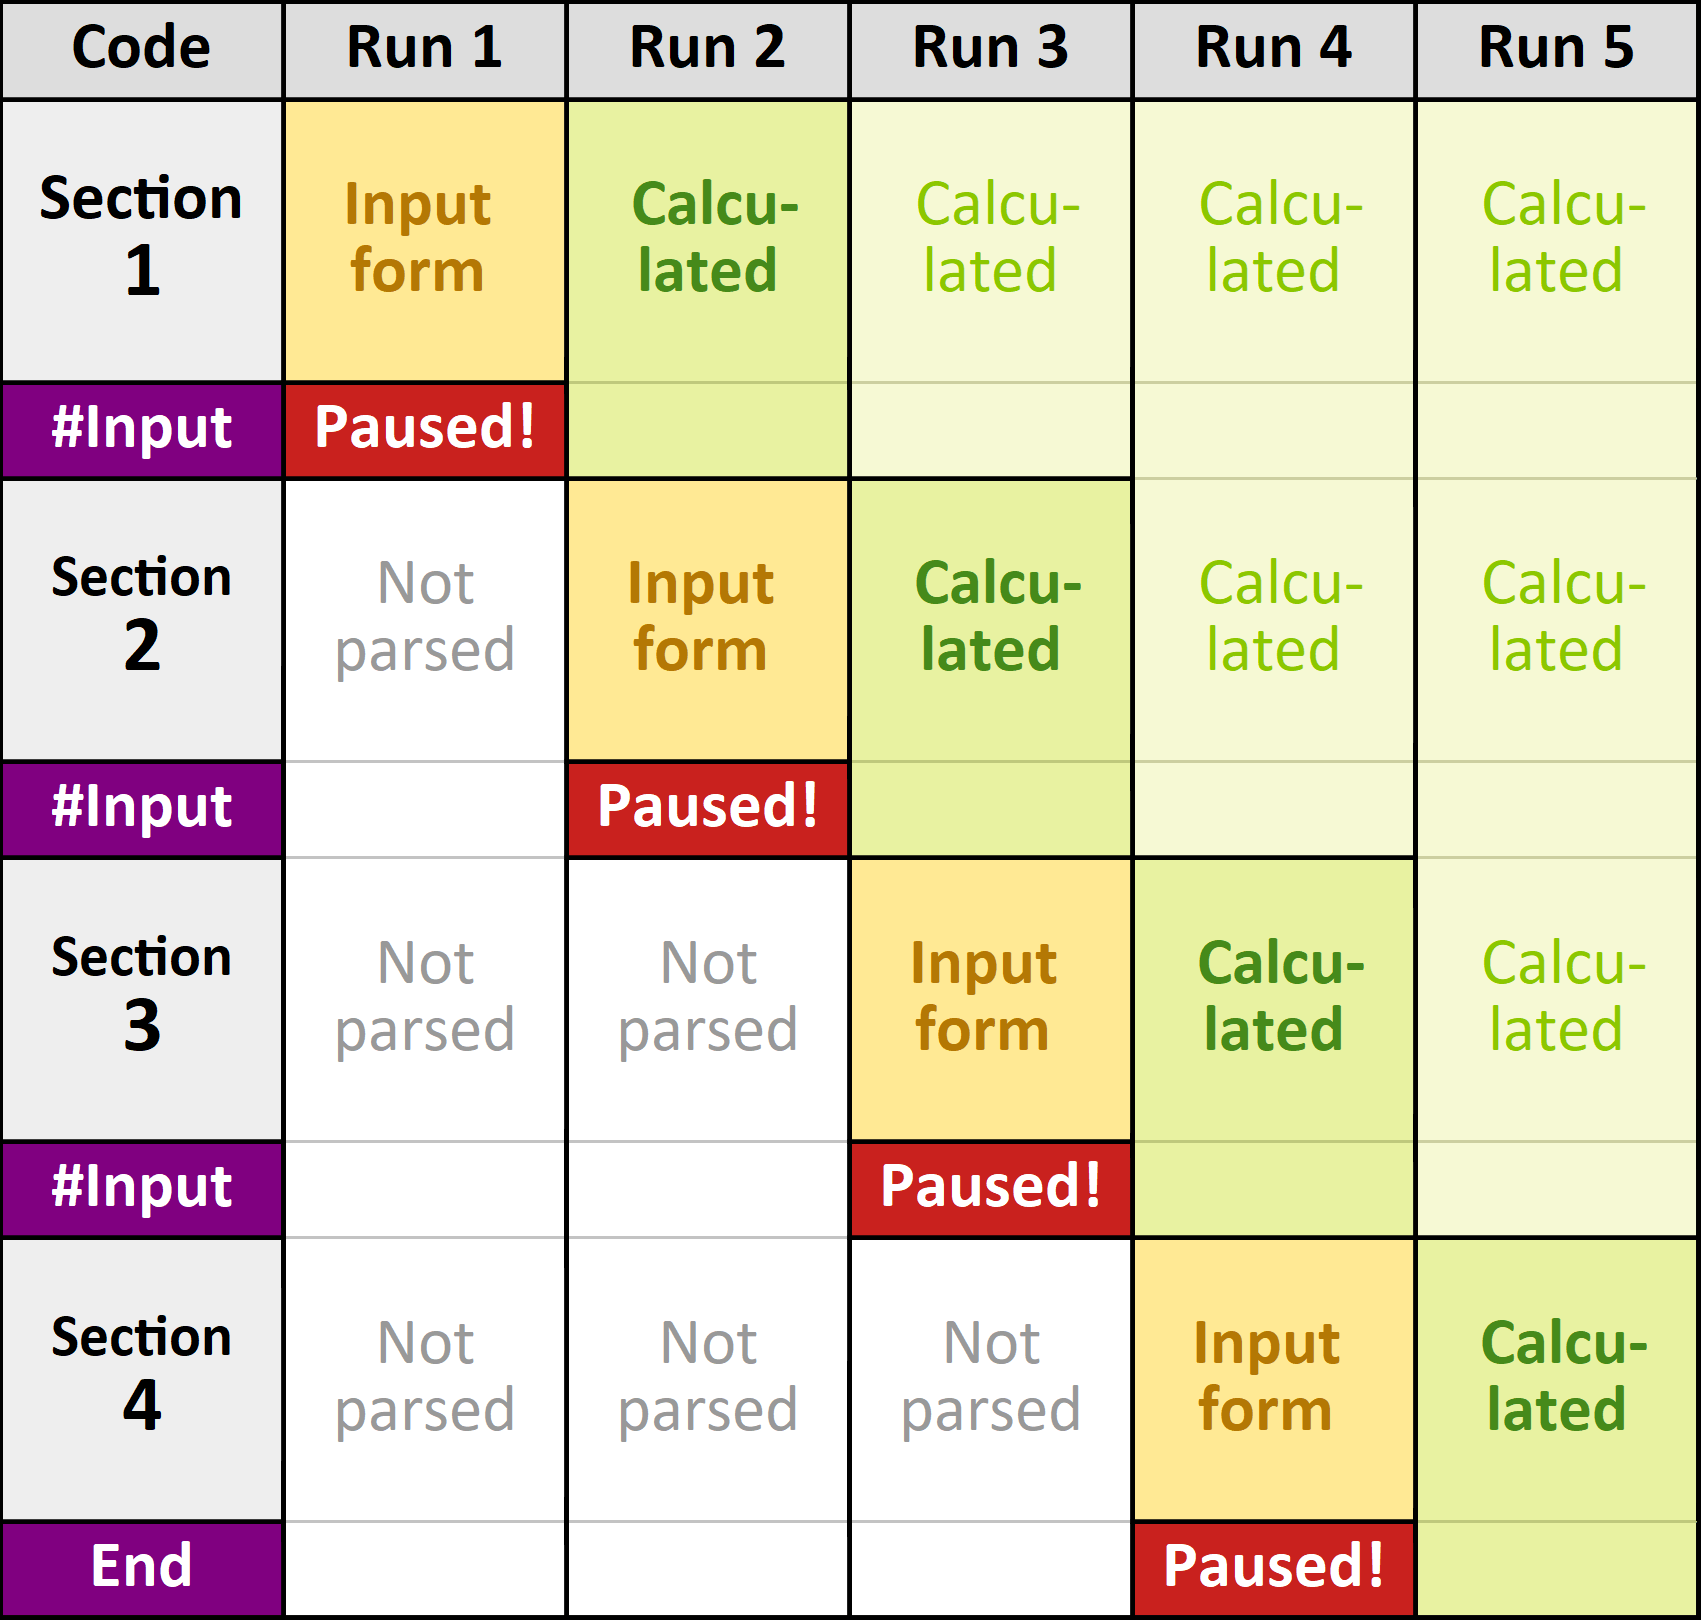 Code Run 1 Run 2 Run 3 Run 4 Run 5
Section Input Calcu- Calcu- Calcu- Calcu-
1 form lated lated lated lated
#Input Paused!
Section Not Input Calcu- Calcu- Calcu-
2 parsed form lated lated lated
#Input Paused!
Section Not Not Input Calcu- Calcu-
3 parsed parsed form lated lated
#Input Paused!
Section Not Not Not Input Calcu-
4 parsed parsed parsed form lated
End Paused!